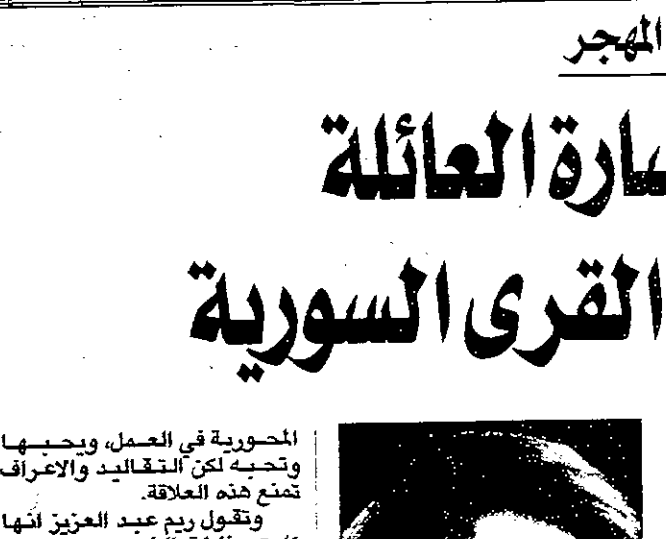 المهجر
سارة العائلة
القرى السورية
المحورية في العمل، ويحبها
وتحبه لكن التقاليد والاعراف
تمنع هذه العلاقة.
وتقول ريم عبد العزيز انها